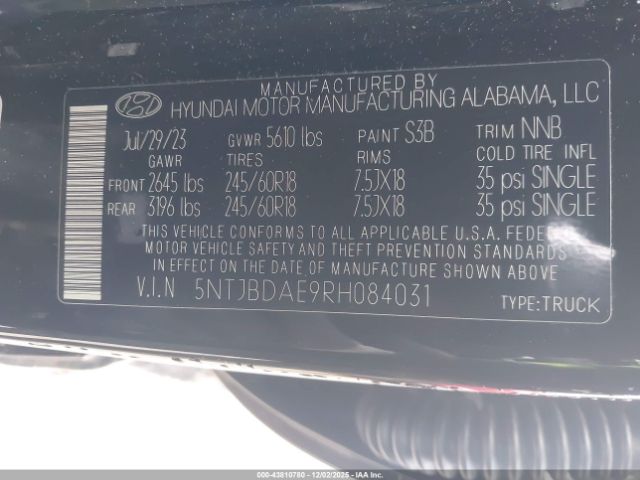 MANUFACTURED BY
HYUNDAI MOTOR MANUFACTURING ALABAMA, LLC
Jul/29/23 GVWR 5610 lbs PAINT S3B TRIM NNB
GAWR TIRES RIMS COLD TIRE INFL
FRONT 2645 lbs 245/60R18 7.5JX18 35 psi SINGLE
REAR 3196 lbs 245/60R18 7.5JX18 35 psi SINGLE
THIS VEHICLE CONFORMS TO ALL APPLICABLE U.S.A. FEDE
MOTOR VEHICLE SAFETY AND THEFT PREVENTION STANDARDS
IN EFFECT ON THE DATE OF MANUFACTURE SHOWN ABOVE.
V.I.N 5NTJBDAE9RH084031 TYPE:TRUCK
000-43810780 - 12/02/2025 - IAAI.COM